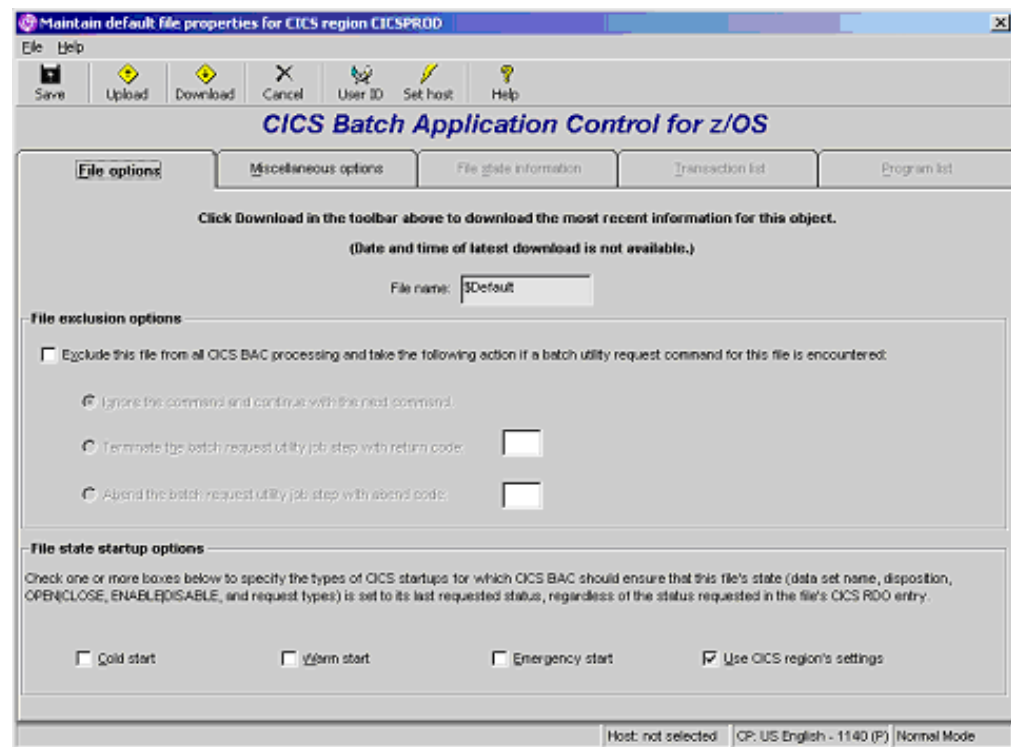 Maintain default file properties for CICS region CICSPROD
File Help
Save Upload Download Cancel User ID Set host Help
CICS Batch Application Control for z/OS
File options Miscellaneous options File state information Transaction list Program list
Click Download in the toolbar above to download the most recent information for this object.
(Date and time of latest download is not available.)
File name: $Default
File exclusion options
Exclude this file from all CICS BAC processing and take the following action if a batch utility request command for this file is encountered:
Ignore the command and continue with the next command.
Terminate the batch request utility job step with return code:
Abend the batch request utility job step with abend code:
File state startup options
Check one or more boxes below to specify the types of CICS startups for which CICS BAC should ensure that this file's state (data set name, disposition,
OPEN|CLOSE, ENABLE|DISABLE, and request types) is set to its last requested status, regardless of the status requested in the file's CICS RDO entry.
Cold start Warm start Emergency start Use CICS region's settings
Host: not selected CP: US English - 1140 (P) Normal Mode